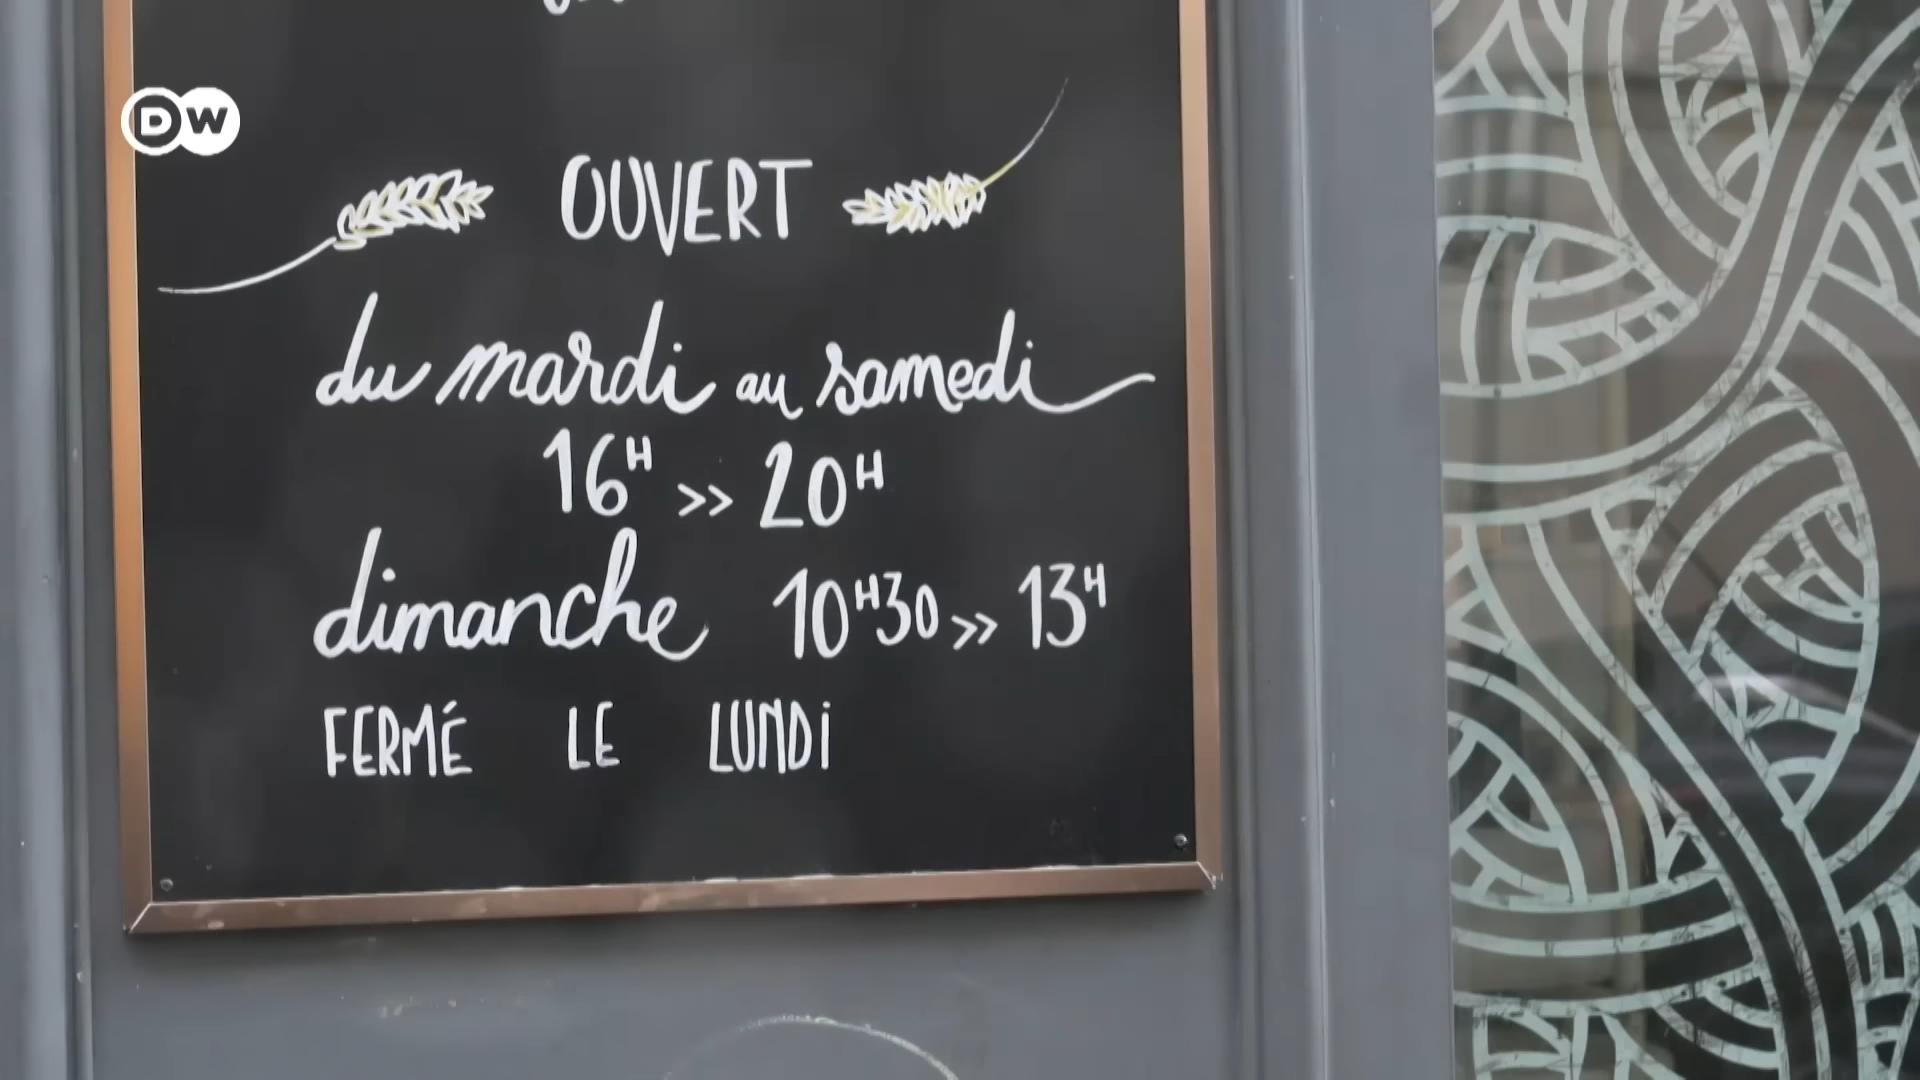 DW
OUVERT
du mardi au samedi
16H >> 20H
dimanche 10H30 >> 13H
FERMÉ LE LUNDi